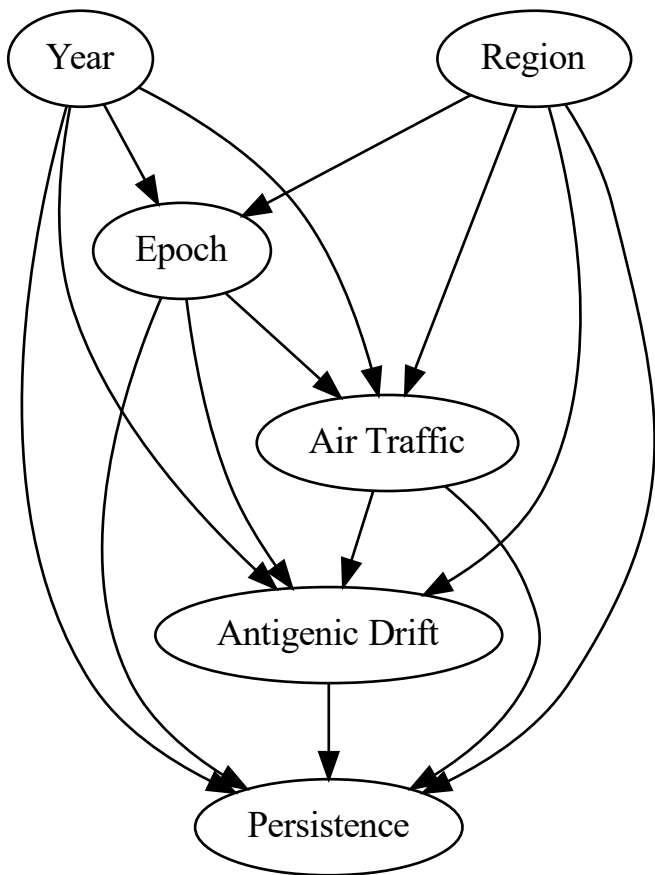 Year
Region
Epoch
Air Traffic
Antigenic Drift
Persistence